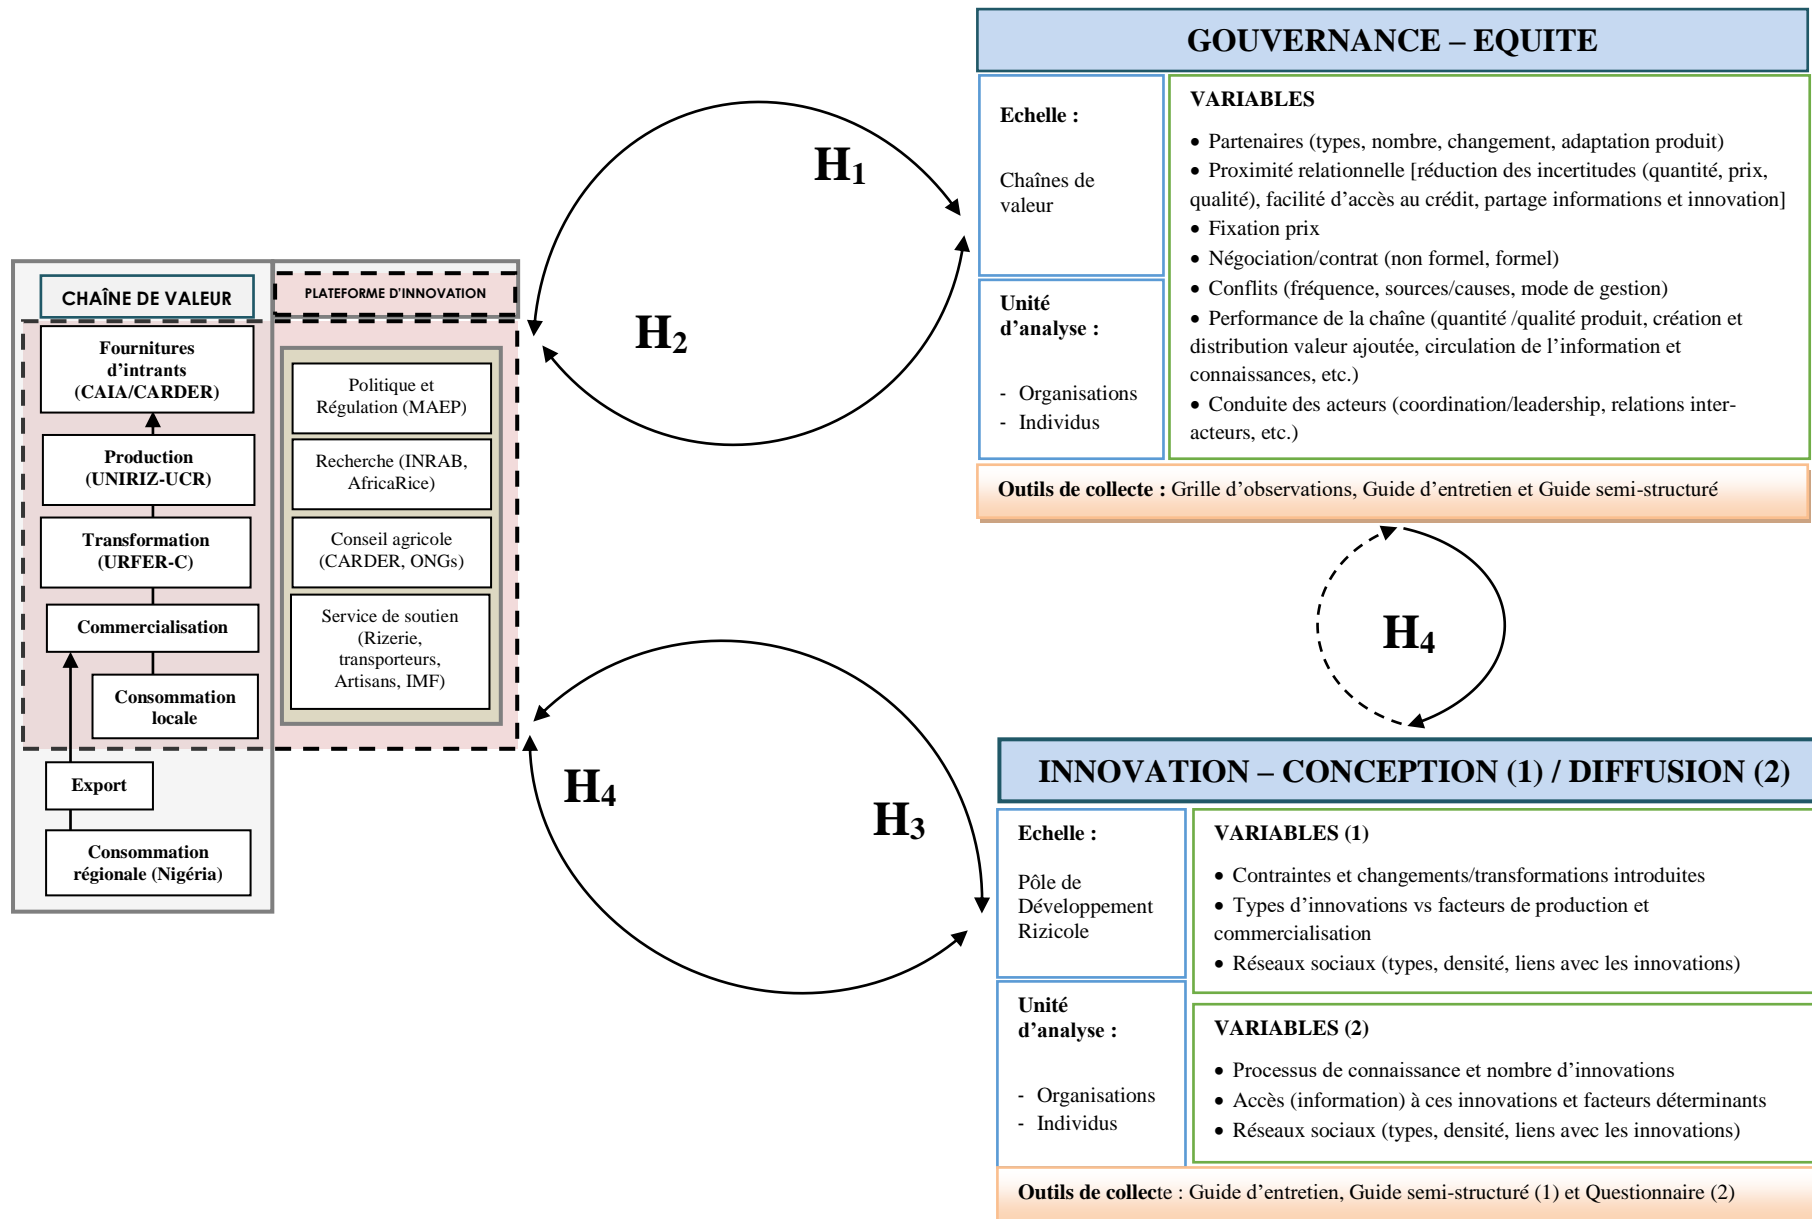 GOUVERNANCE – EQUITE
Echelle :
Chaînes de
valeur
Unité
d’analyse :
- Organisations
- Individus
VARIABLES
• Partenaires (types, nombre, changement, adaptation produit)
• Proximité relationnelle [réduction des incertitudes (quantité, prix,
qualité), facilité d’accès au crédit, partage informations et innovation]
• Fixation prix
• Négociation/contrat (non formel, formel)
• Conflits (fréquence, sources/causes, mode de gestion)
• Performance de la chaîne (quantité /qualité produit, création et
distribution valeur ajoutée, circulation de l’information et
connaissances, etc.)
• Conduite des acteurs (coordination/leadership, relations inter-
acteurs, etc.)
Outils de collecte : Grille d’observations, Guide d’entretien et Guide semi-structuré
H1
H2
CHAÎNE DE VALEUR
Fournitures
d’intrants
(CAIA/CARDER)
Production
(UNIRIZ-UCR)
Transformation
(URFER-C)
Commercialisation
Consommation
locale
Export
Consommation
régionale (Nigéria)
PLATEFORME D'INNOVATION
Politique et
Régulation (MAEP)
Recherche (INRAB,
AfricaRice)
Conseil agricole
(CARDER, ONGs)
Service de soutien
(Rizerie,
transporteurs,
Artisans, IMF)
H4
H4
H3
INNOVATION – CONCEPTION (1) / DIFFUSION (2)
Echelle :
Pôle de
Développement
Rizicole
Unité
d’analyse :
- Organisations
- Individus
VARIABLES (1)
• Contraintes et changements/transformations introduites
• Types d’innovations vs facteurs de production et
commercialisation
• Réseaux sociaux (types, densité, liens avec les innovations)
VARIABLES (2)
• Processus de connaissance et nombre d’innovations
• Accès (information) à ces innovations et facteurs déterminants
• Réseaux sociaux (types, densité, liens avec les innovations)
Outils de collecte : Guide d’entretien, Guide semi-structuré (1) et Questionnaire (2)